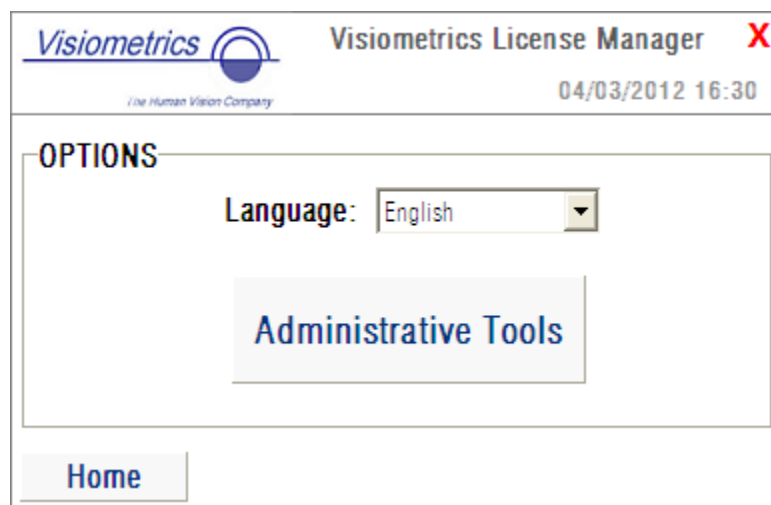 Visiometrics
The Human Vision Company
Visiometrics License Manager X
04/03/2012 16:30
OPTIONS
Language: English
Administrative Tools
Home